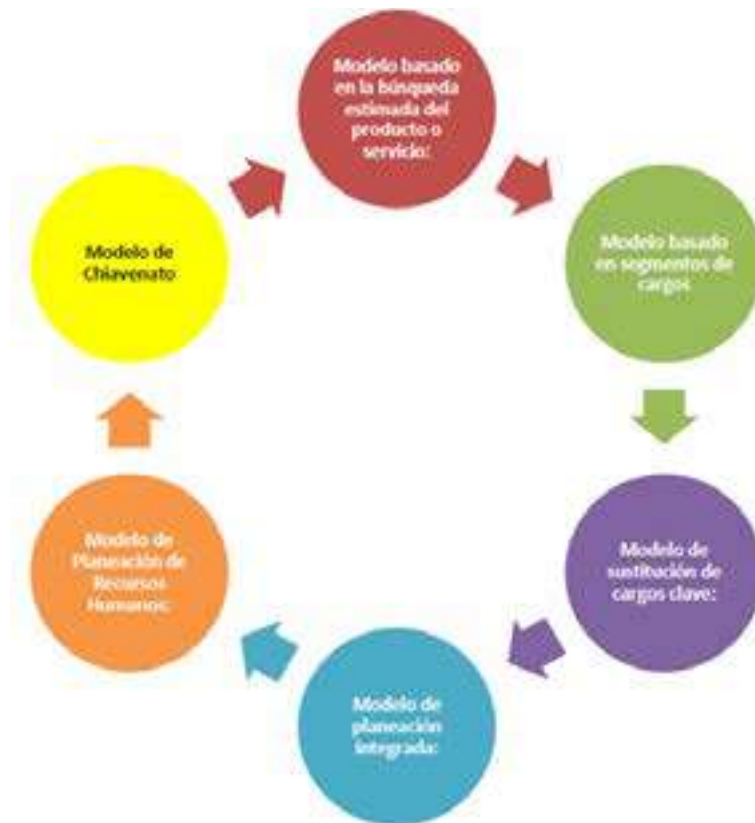 Modelo basado
en la búsqueda
estimada del
producto o
servicio:
Modelo basado
en segmentos de
cargos
Modelo de
sustitución de
cargos clave:
Modelo de
planeación
integrada:
Modelo de
Planeación de
Recursos
Humanos:
Modelo de
Chiavenato